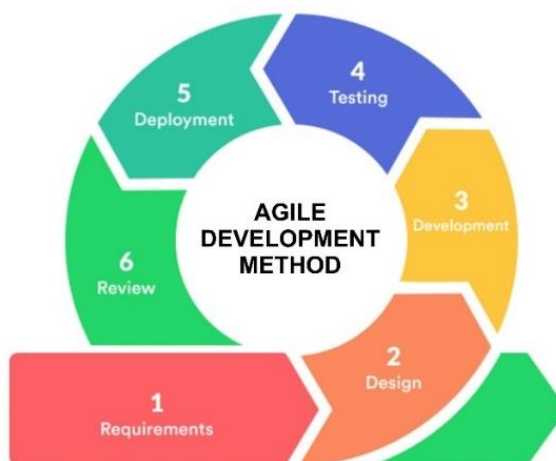 AGILE
DEVELOPMENT
METHOD
1
Requirements
2
Design
3
Development
4
Testing
5
Deployment
6
Review